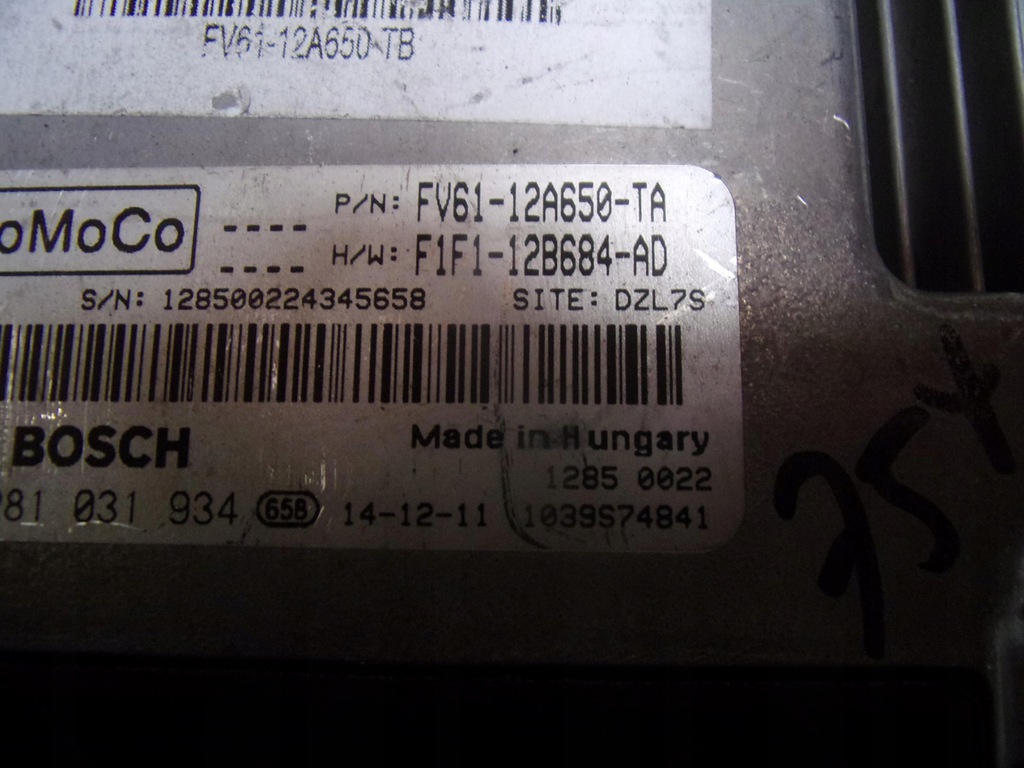 FV61-12A650-TB
oMoCo
---- P/N: FV61-12A650-TA
---- H/W: F1F1-12B684-AD
S/N: 128500224345658 SITE: DZL7S
BOSCH Made in Hungary
1285 0022
281 031 934 658 14-12-11 1039S74841